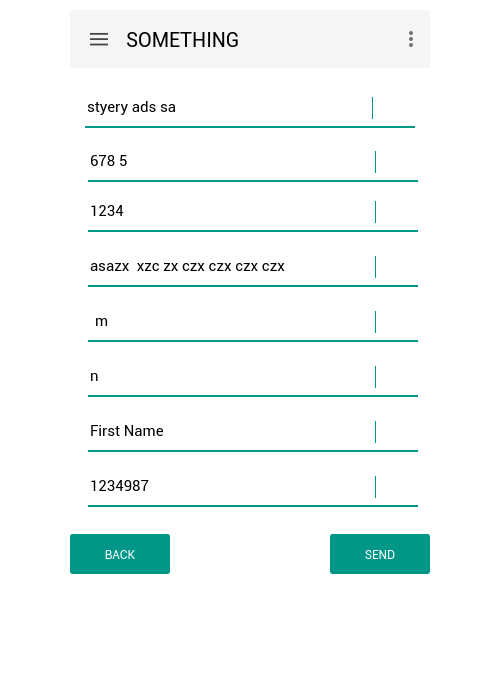 SOMETHING
styery ads sa
678 5
1234
asazx  xzc zx czx czx czx czx
m
n
First Name
1234987
BACK
SEND